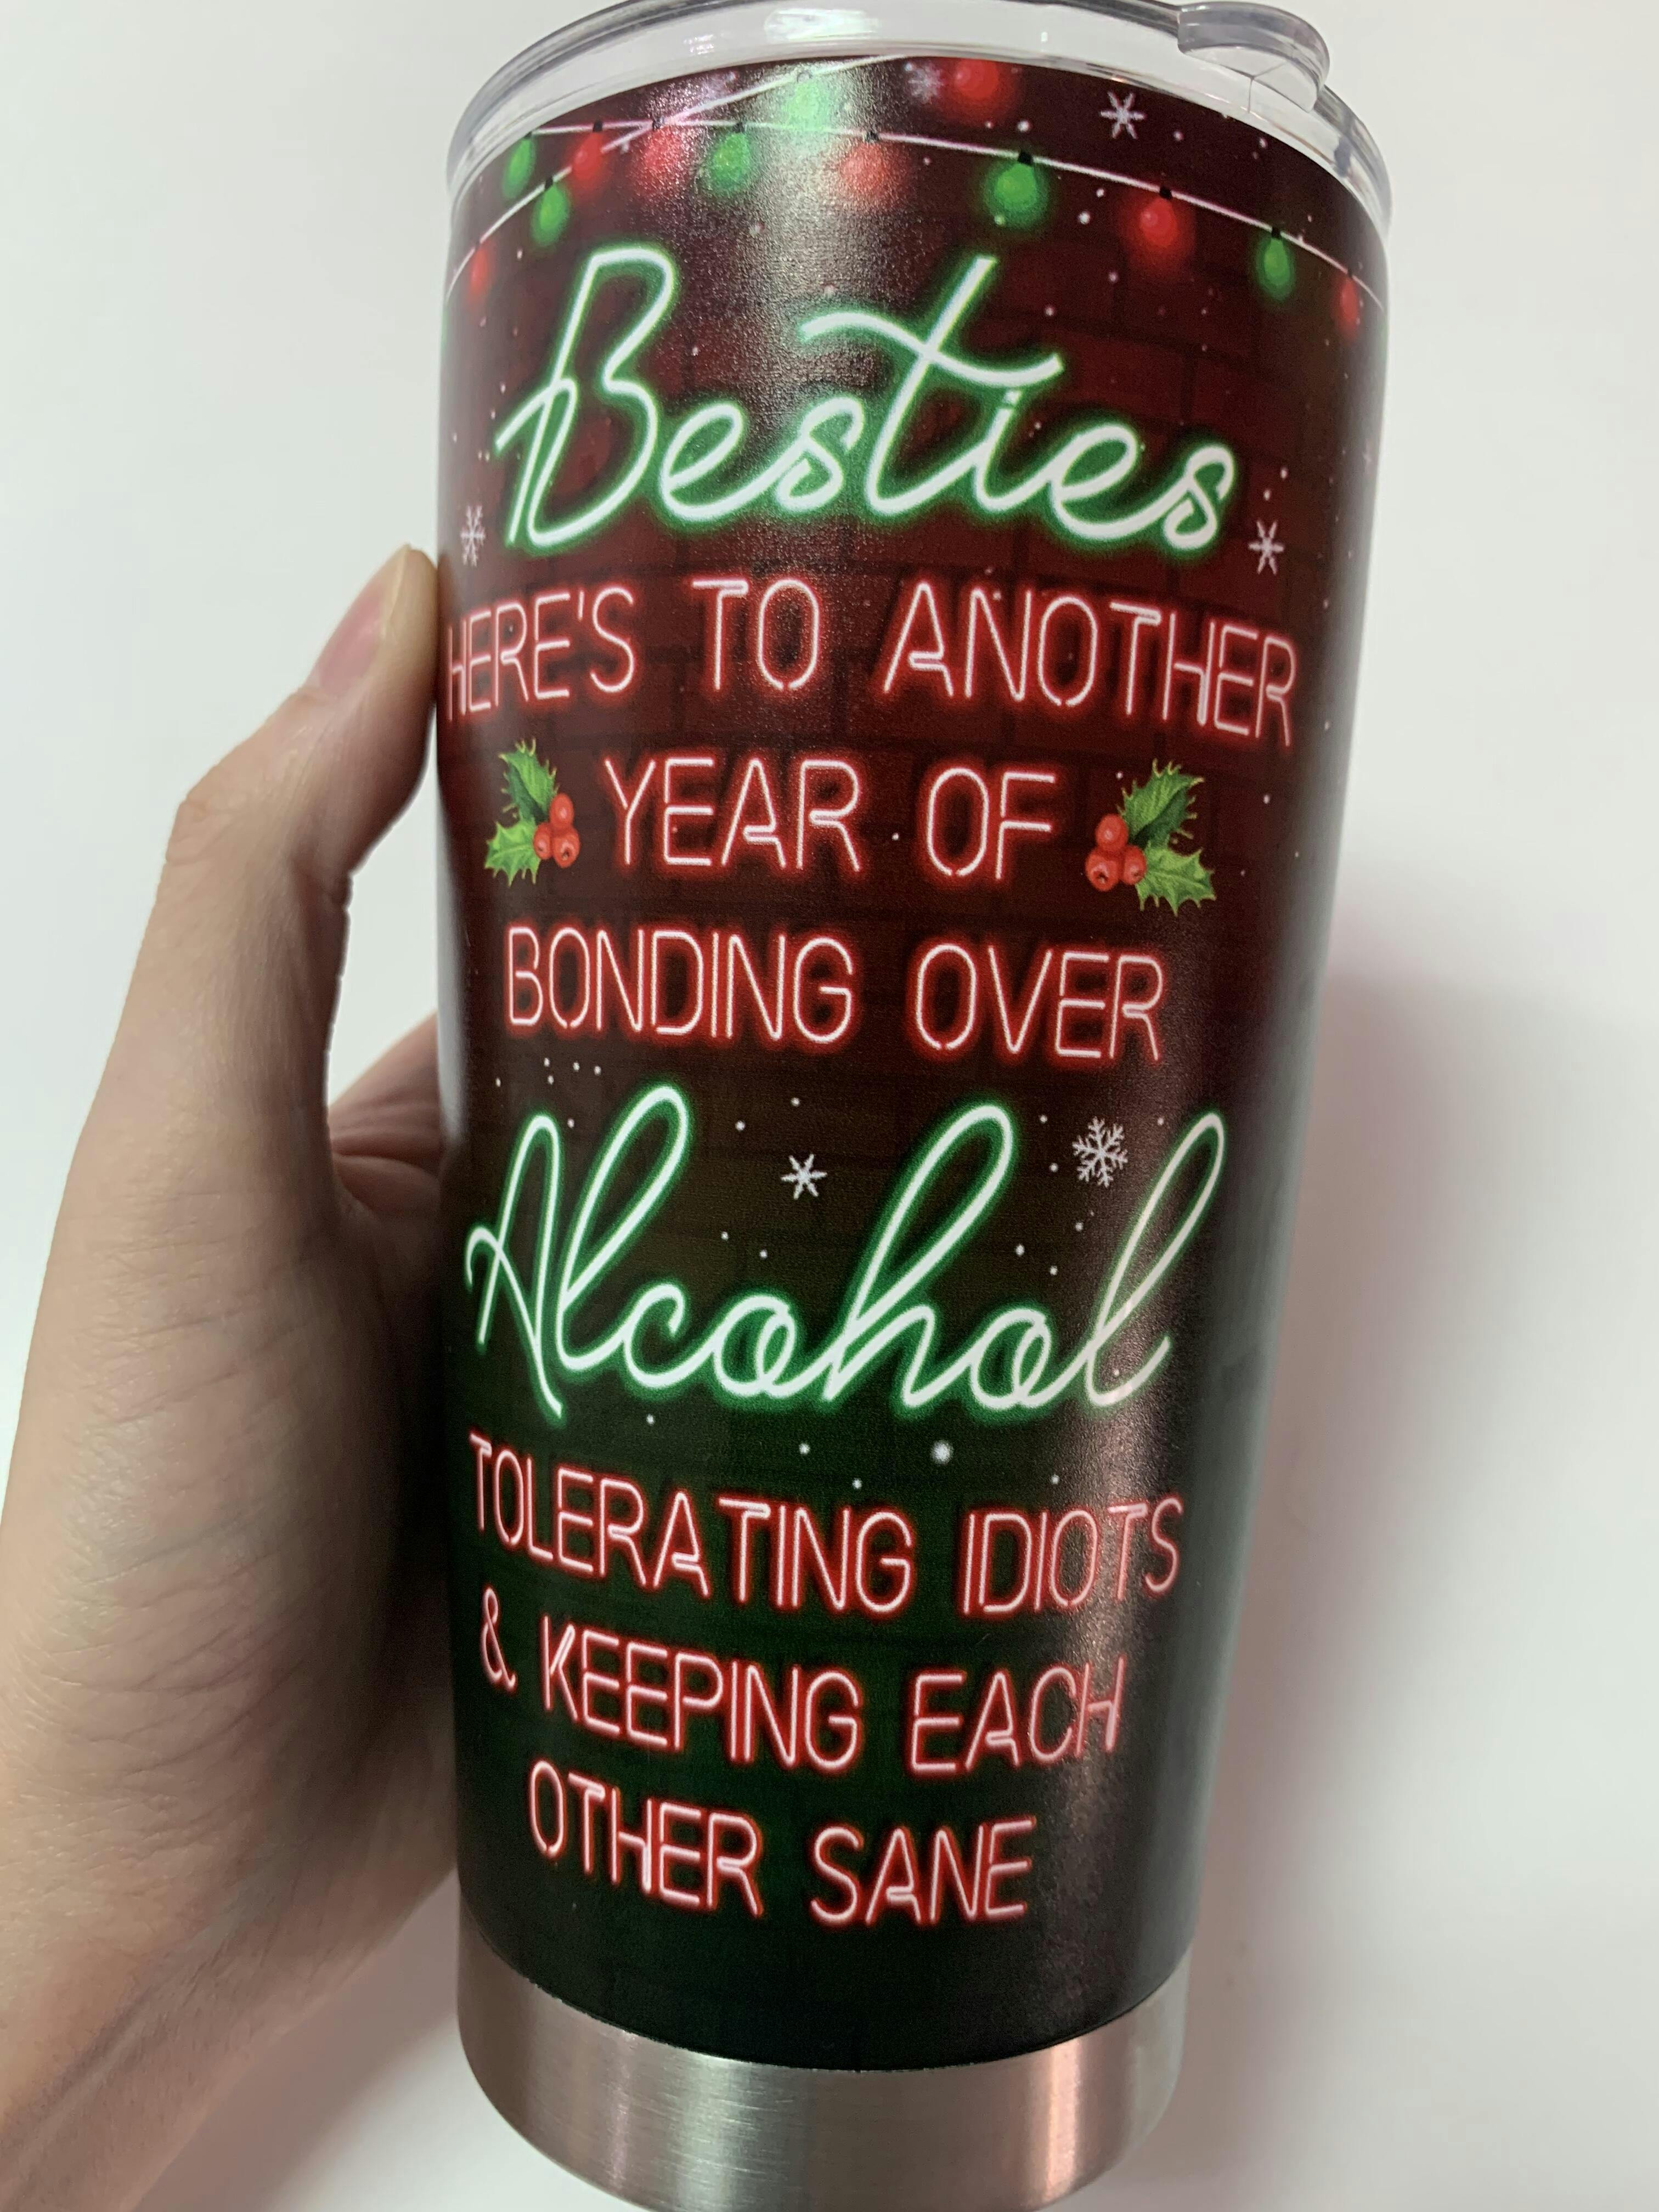 Besties
HERE'S TO ANOTHER
YEAR OF
BONDING OVER
Alcohol
TOLERATING IDIOTS
& KEEPING EACH
OTHER SANE